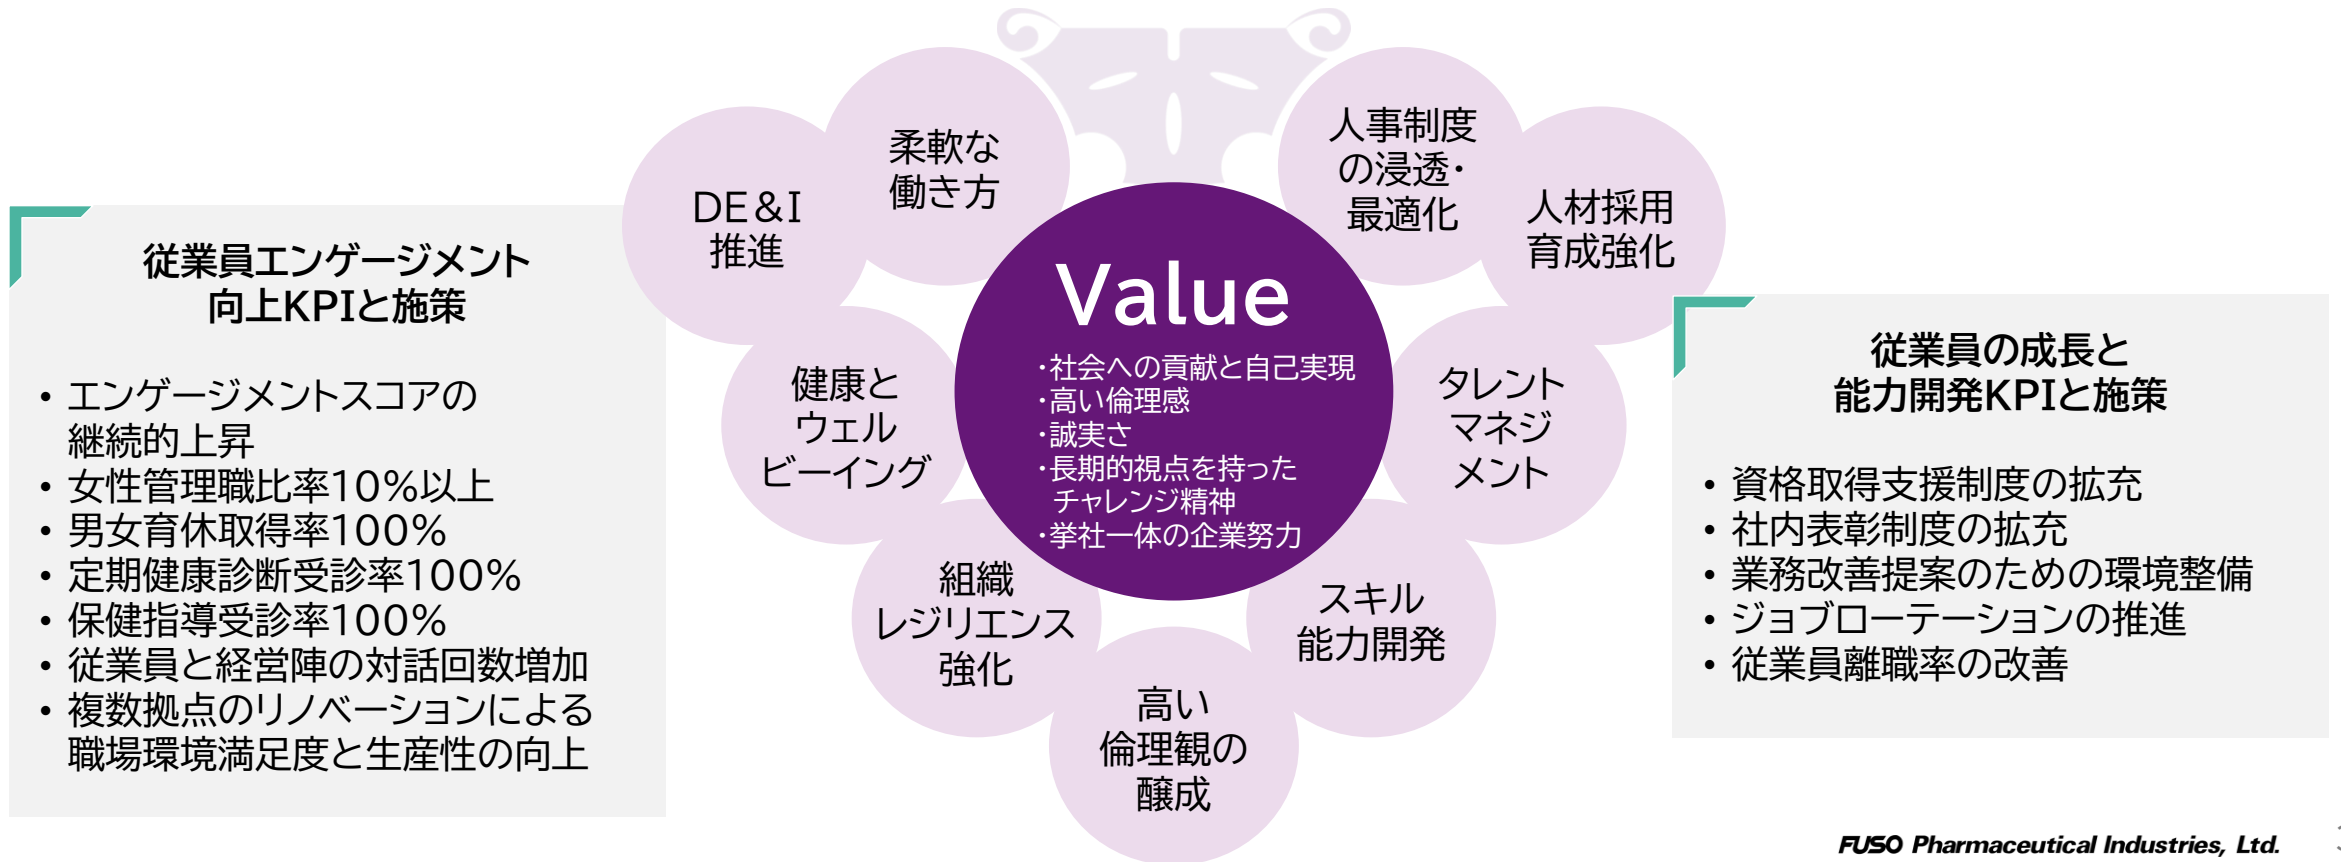 従業員エンゲージメント
向上KPIと施策
• エンゲージメントスコアの
継続的上昇
• 女性管理職比率10%以上
• 男女育休取得率100%
• 定期健康診断受診率100%
• 保健指導受診率100%
• 従業員と経営陣の対話回数増加
• 複数拠点のリノベーションによる
職場環境満足度と生産性の向上
DE&I
推進
柔軟な
働き方
健康と
ウェル
ビーイング
組織
レジリエンス
強化
高い
倫理観の
醸成
スキル
能力開発
タレント
マネジ
メント
人材採用
育成強化
人事制度
の浸透・
最適化
Value
・社会への貢献と自己実現
・高い倫理感
・誠実さ
・長期的視点を持った
チャレンジ精神
・挙社一体の企業努力
従業員の成長と
能力開発KPIと施策
• 資格取得支援制度の拡充
• 社内表彰制度の拡充
• 業務改善提案のための環境整備
• ジョブローテーションの推進
• 従業員離職率の改善
FUSO Pharmaceutical Industries, Ltd.